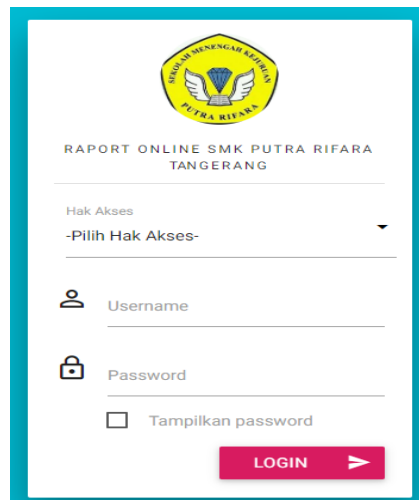 SEKOLAH MENENGAH KEJURUAN
PUTRA RIFARA
RAPORT ONLINE SMK PUTRA RIFARA
TANGERANG
Hak Akses
-Pilih Hak Akses-
Username
Password
Tampilkan password
LOGIN